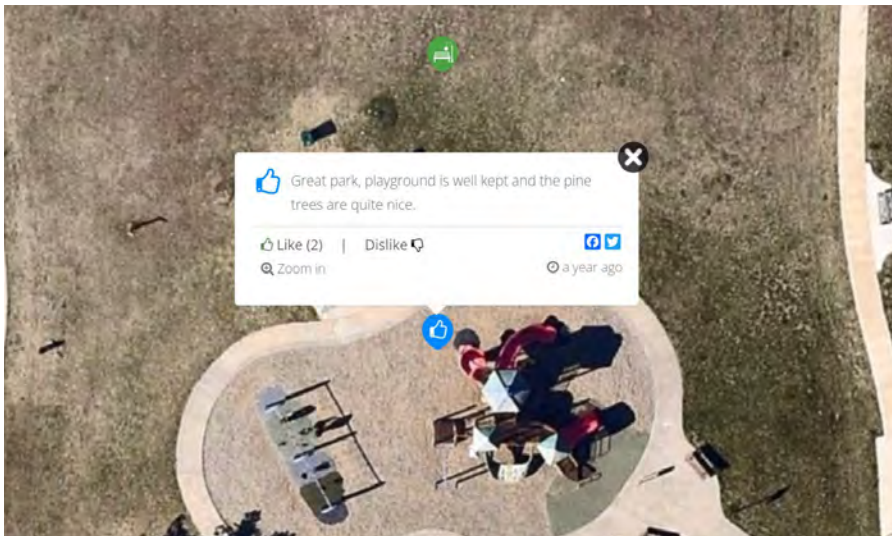 Great park, playground is well kept and the pine
trees are quite nice.
Like (2) | Dislike
Zoom in
a year ago